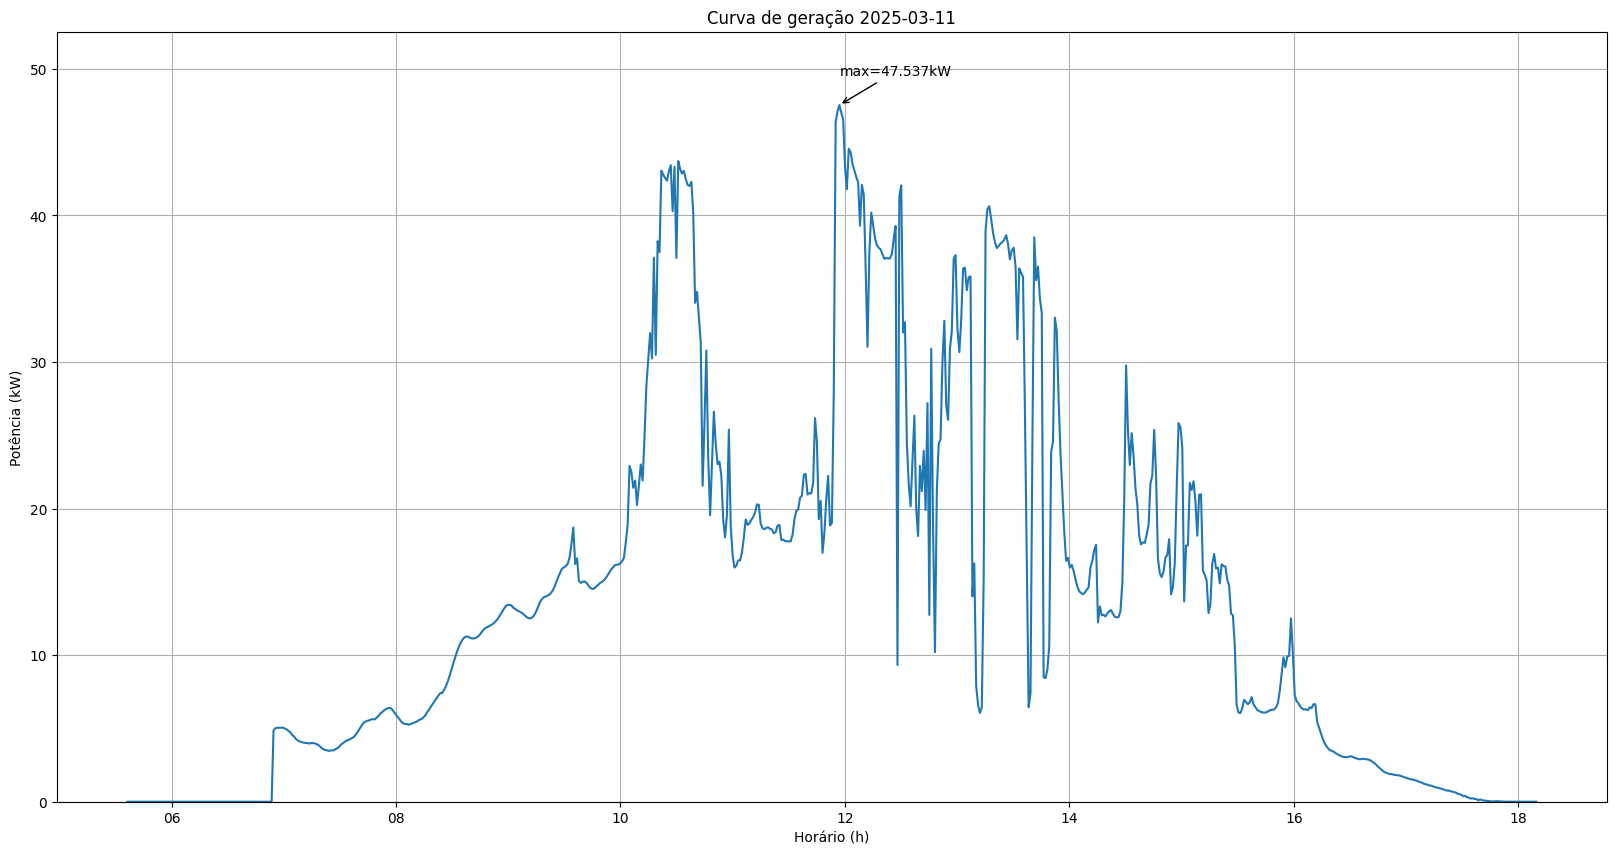 Curva de geração 2025-03-11
max=47.537kW
Potência (kW)
50
40
30
20
10
0
06 08 10 12 14 16 18
Horário (h)